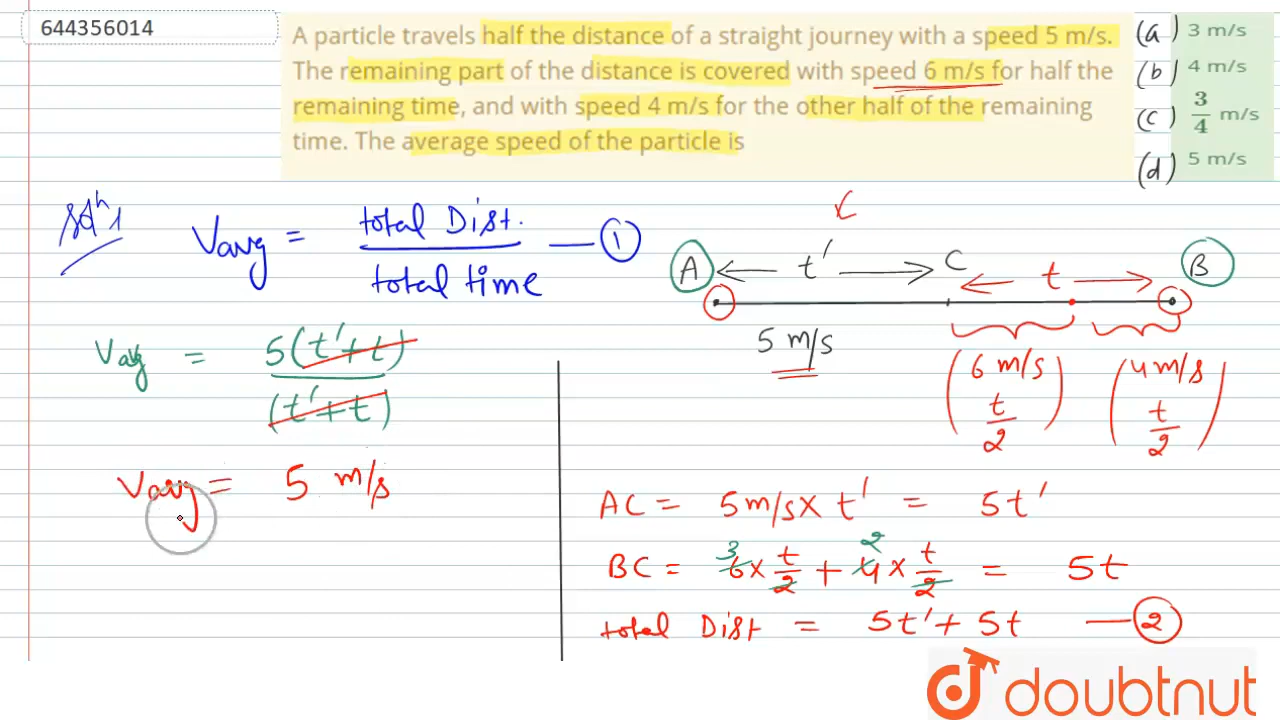 644356014
A particle travels half the distance of a straight journey with a speed 5 m/s.
The remaining part of the distance is covered with speed 6 m/s for half the
remaining time, and with speed 4 m/s for the other half of the remaining
time. The average speed of the particle is
(a) 3 m/s
(b) 4 m/s
(c) 3/4 m/s
(d) 5 m/s
Solⁿ
Vavg = total Dist. / total time — ①
A t' C t B
5 m/s
(6 m/s t/2) (4 m/s t/2)
Vavg = 5(t'+t) / (t'+t)
Vavg = 5 m/s
AC = 5m/s × t' = 5t'
3 2
BC = 6 × t/2 + 4 × t/2 = 5t
total Dist = 5t' + 5t — ②
doubtnut